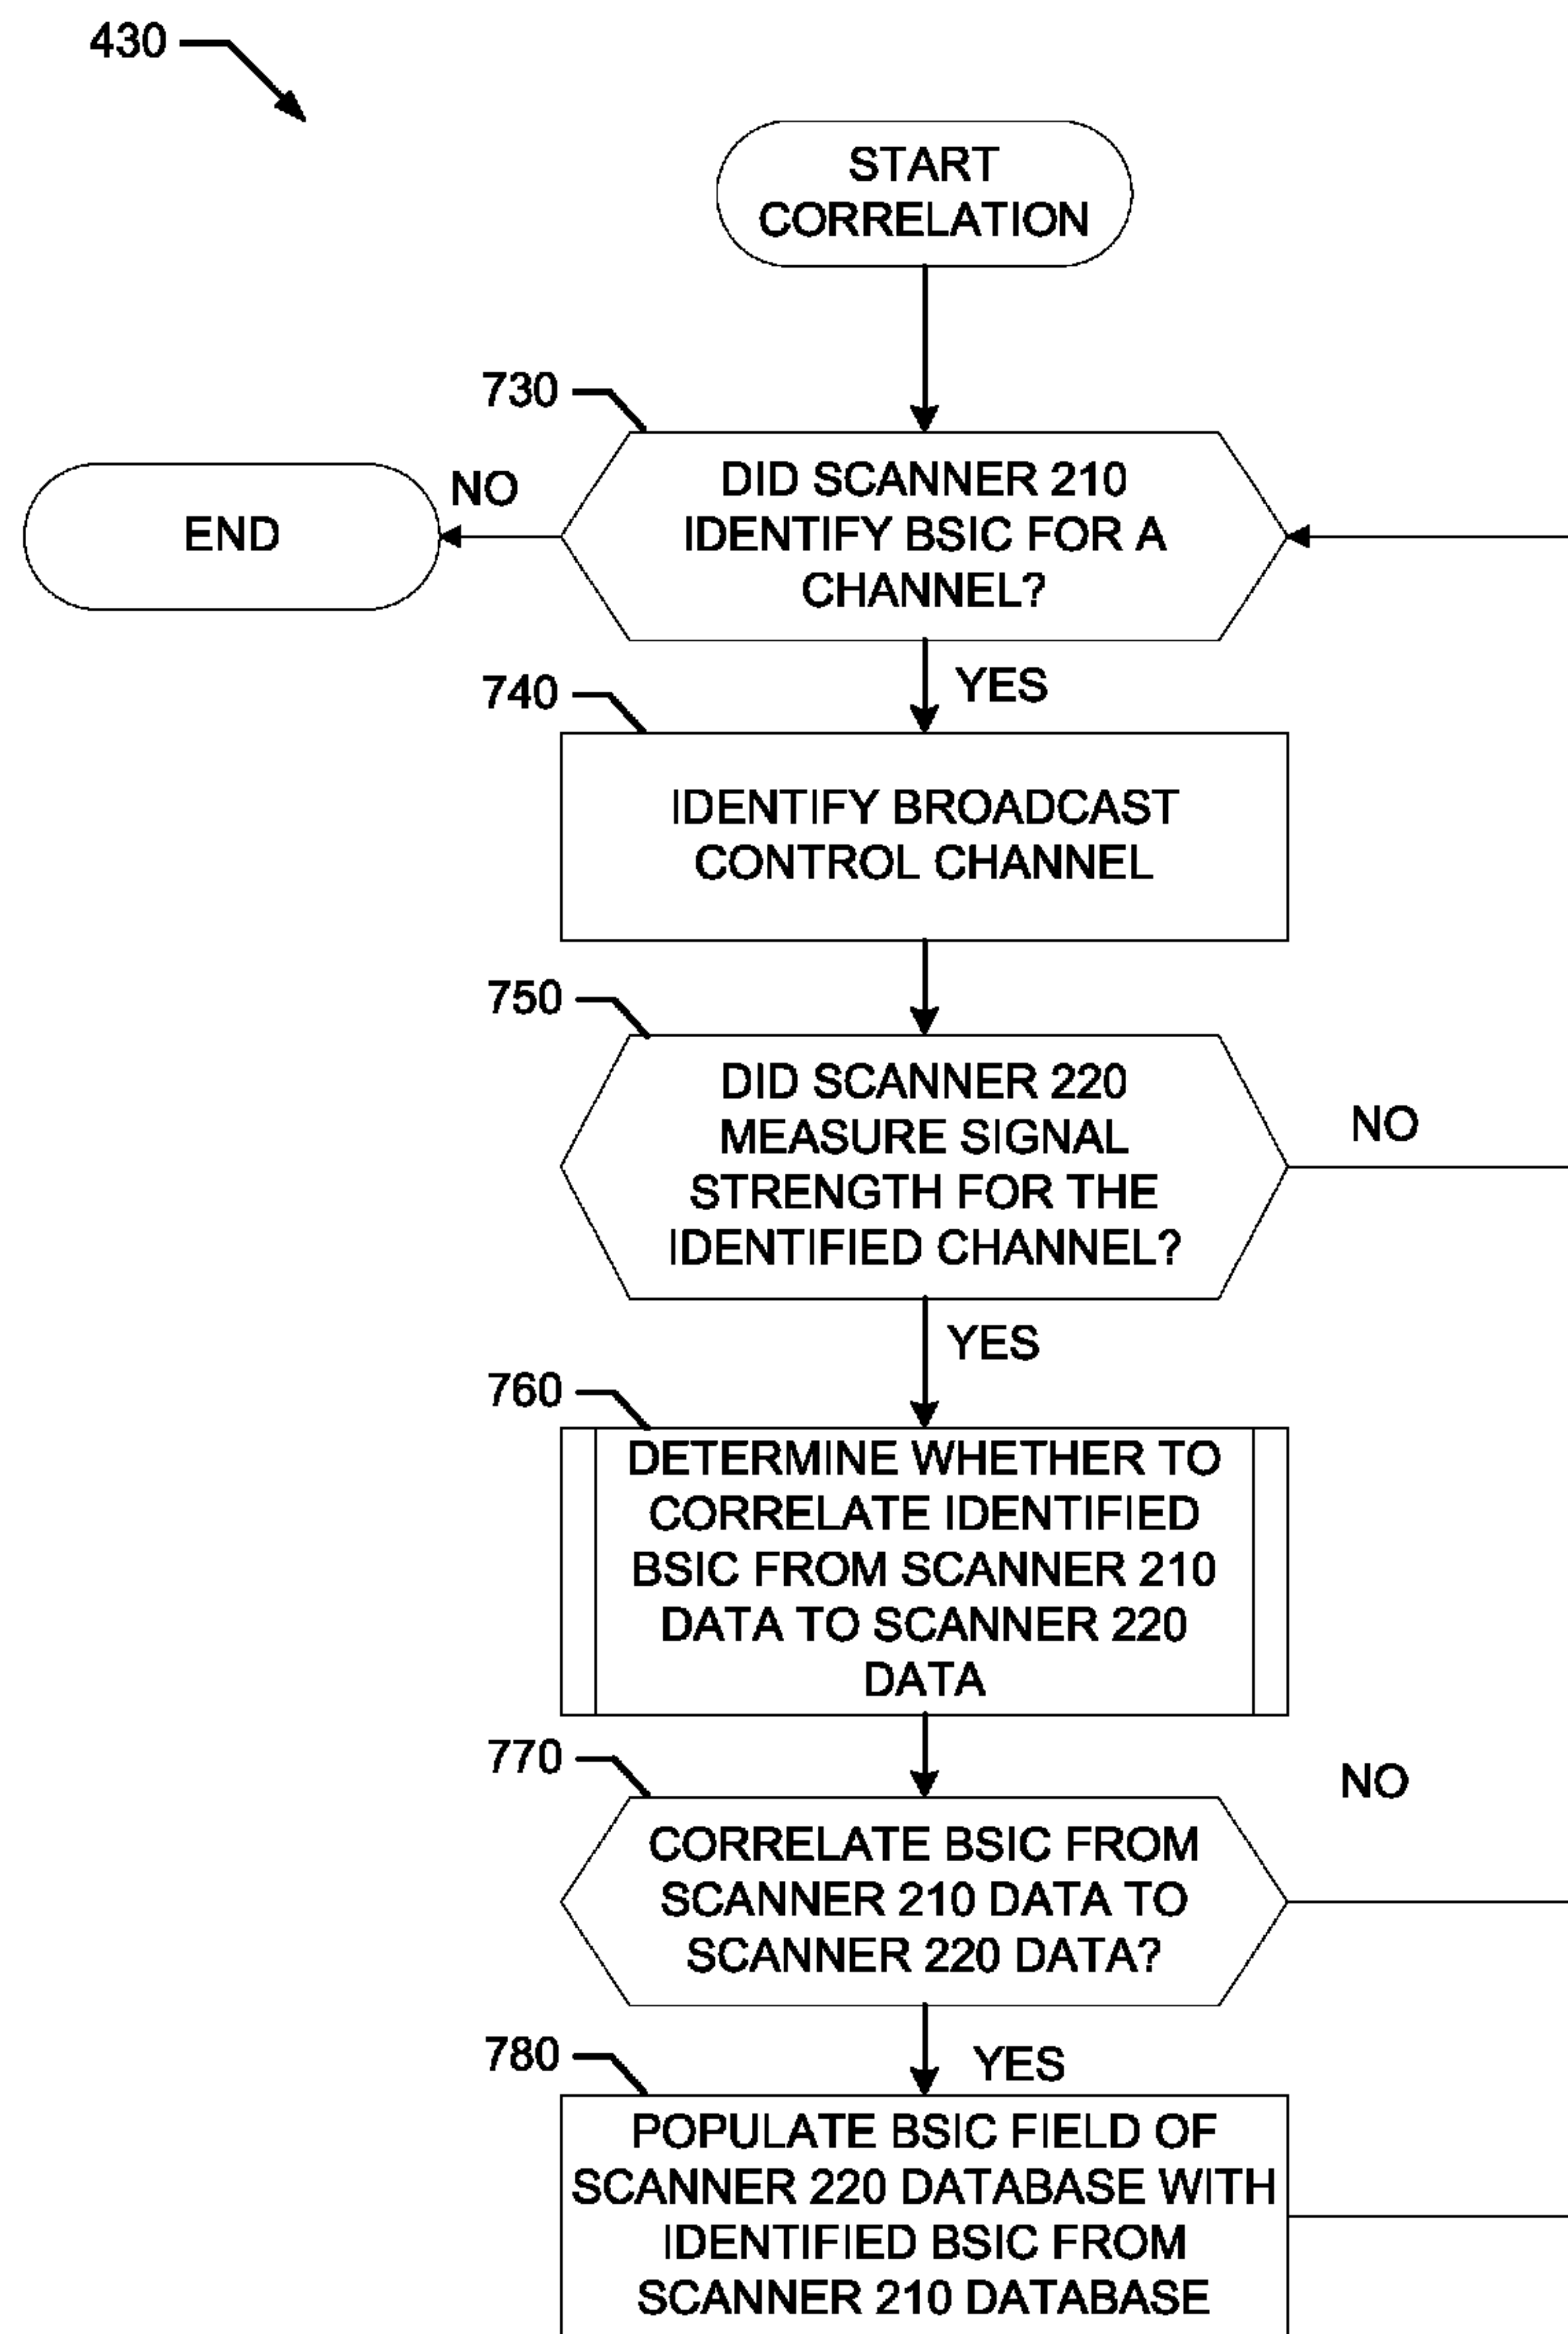 430
START
CORRELATION
730
DID SCANNER 210
IDENTIFY BSIC FOR A
CHANNEL?
NO
END
YES
740
IDENTIFY BROADCAST
CONTROL CHANNEL
750
DID SCANNER 220
MEASURE SIGNAL
STRENGTH FOR THE
IDENTIFIED CHANNEL?
NO
YES
760
DETERMINE WHETHER TO
CORRELATE IDENTIFIED
BSIC FROM SCANNER 210
DATA TO SCANNER 220
DATA
770
CORRELATE BSIC FROM
SCANNER 210 DATA TO
SCANNER 220 DATA?
NO
YES
780
POPULATE BSIC FIELD OF
SCANNER 220 DATABASE WITH
IDENTIFIED BSIC FROM
SCANNER 210 DATABASE